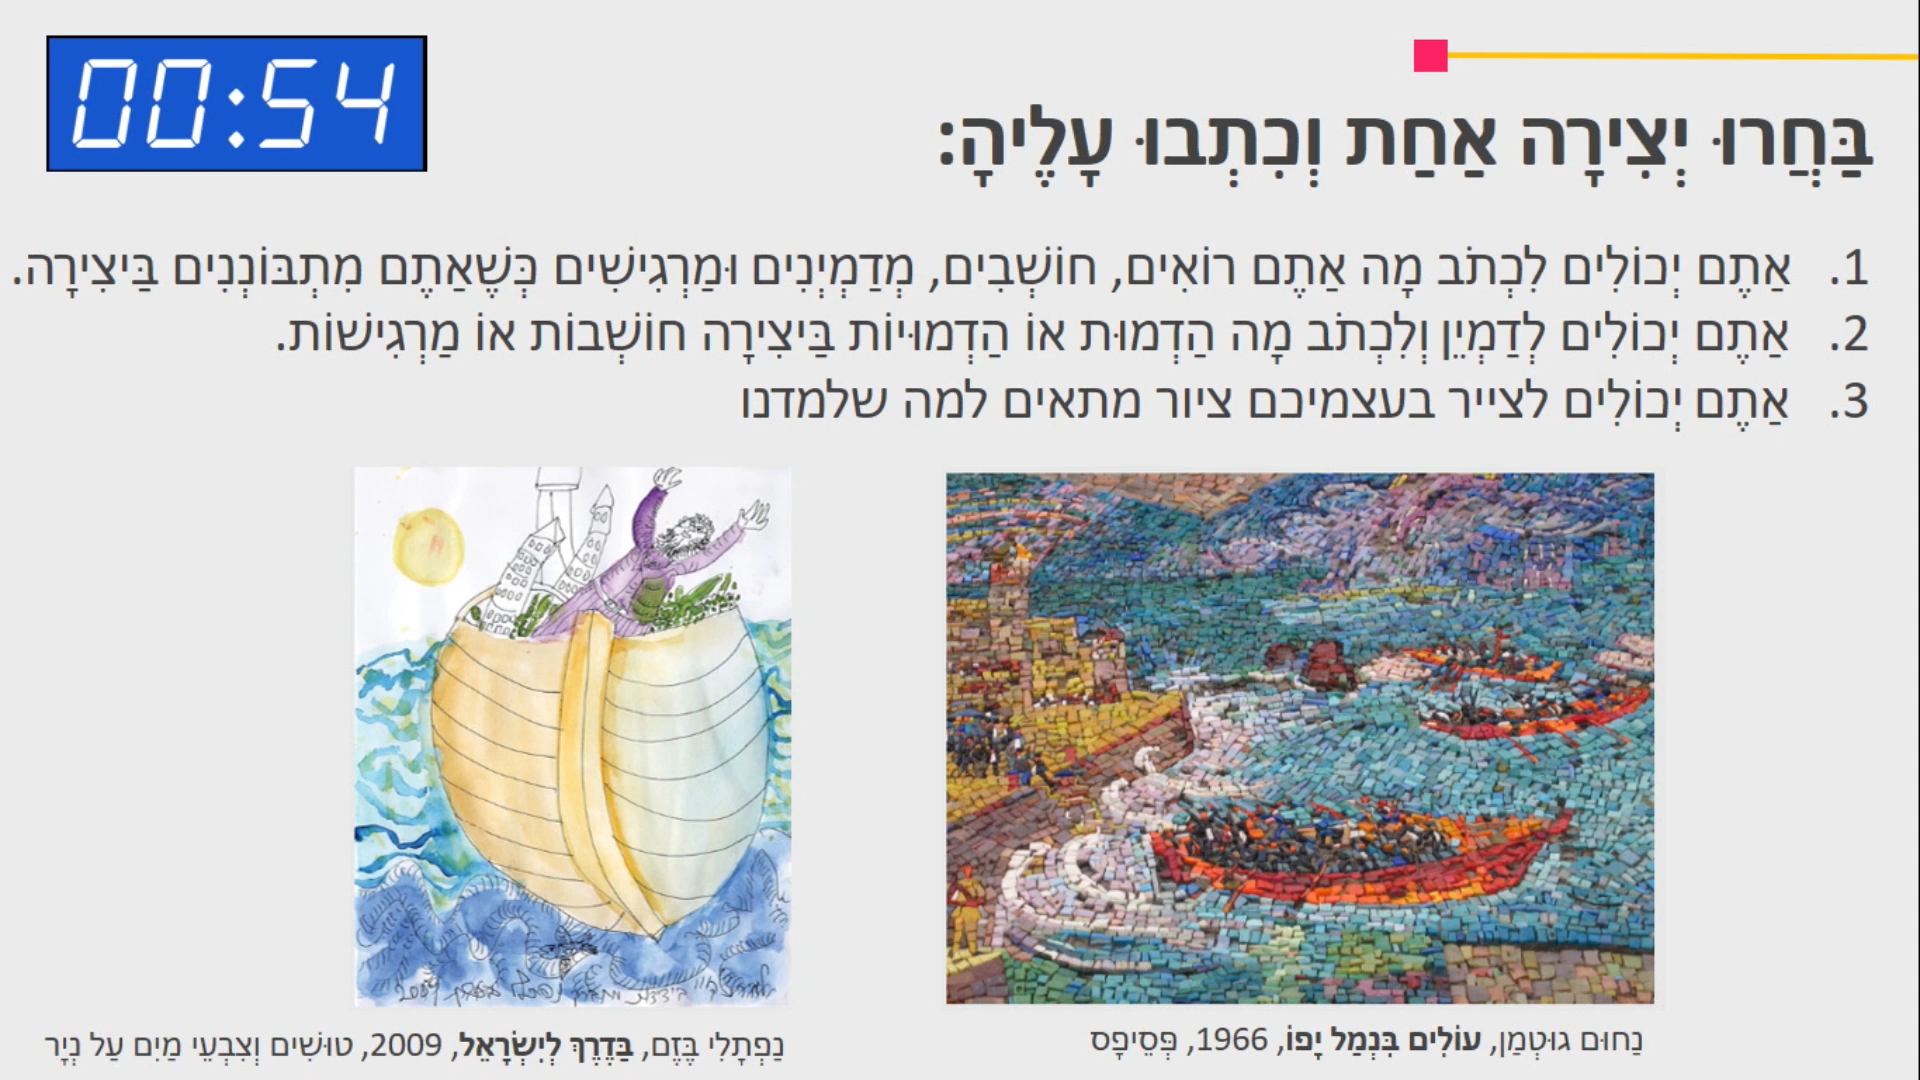 00:54
בַּחֲרוּ יְצִירָה אַחַת וְכִתְבוּ עָלֶיהָ:
1. אַתֶּם יְכוֹלִים לִכְתֹּב מָה אַתֶּם רוֹאִים, חוֹשְׁבִים, מְדַמְיְנִים וּמַרְגִּישִׁים כְּשֶׁאַתֶּם מִתְבּוֹנְנִים בַּיְצִירָה.
2. אַתֶּם יְכוֹלִים לְדַמְיֵן וְלִכְתֹּב מָה הַדְּמוּת אוֹ הַדְּמוּיוֹת בַּיְצִירָה חוֹשְׁבוֹת אוֹ מַרְגִּישׁוֹת.
3. אַתֶּם יְכוֹלִים לצייר בעצמיכם ציור מתאים למה שלמדנו
נַחוּם גוּטְמַן, עוֹלִים בִּנְמַל יָפוֹ, 1966, פְּסֵיפָס
נַפְתָּלִי בֶּזֶם, בַּדֶּרֶךְ לְיִשְׂרָאֵל, 2009, טוּשִׁים וְצִבְעֵי מַיִם עַל נְיָר